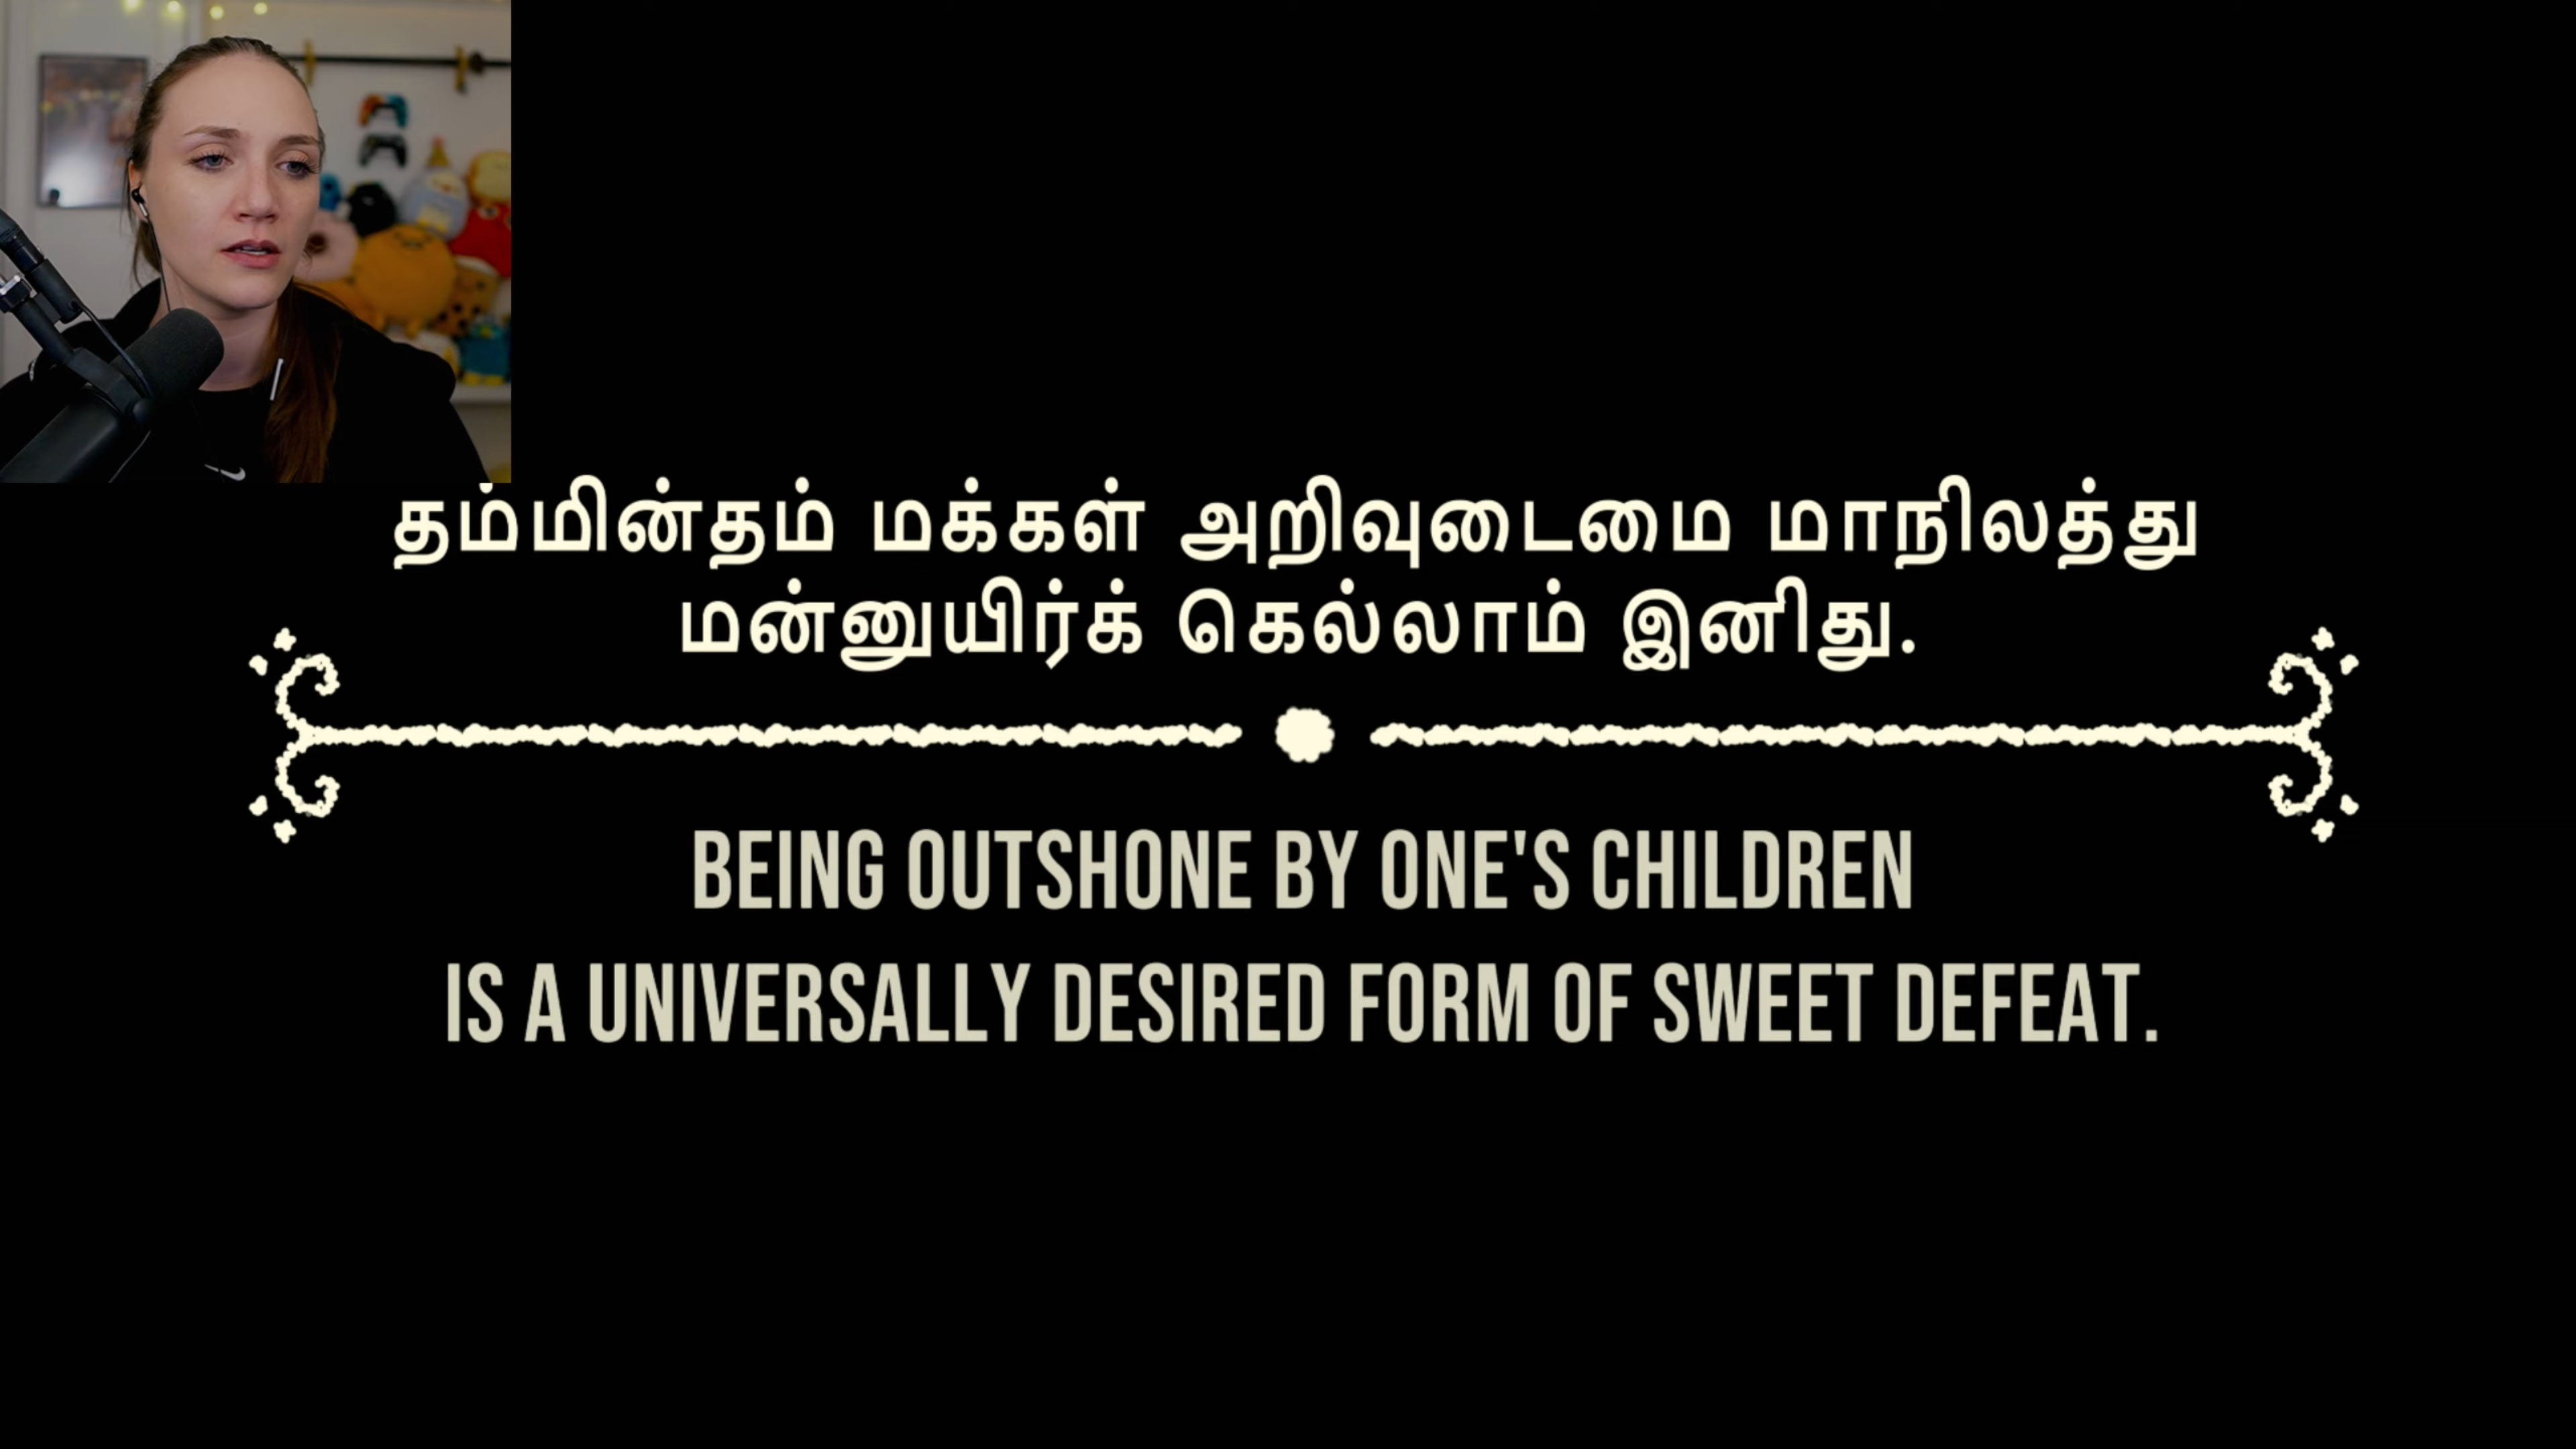 தம்மின்தம் மக்கள் அறிவுடைமை மாநிலத்து
மன்னுயிர்க் கெல்லாம் இனிது.
BEING OUTSHONE BY ONE'S CHILDREN
IS A UNIVERSALLY DESIRED FORM OF SWEET DEFEAT.